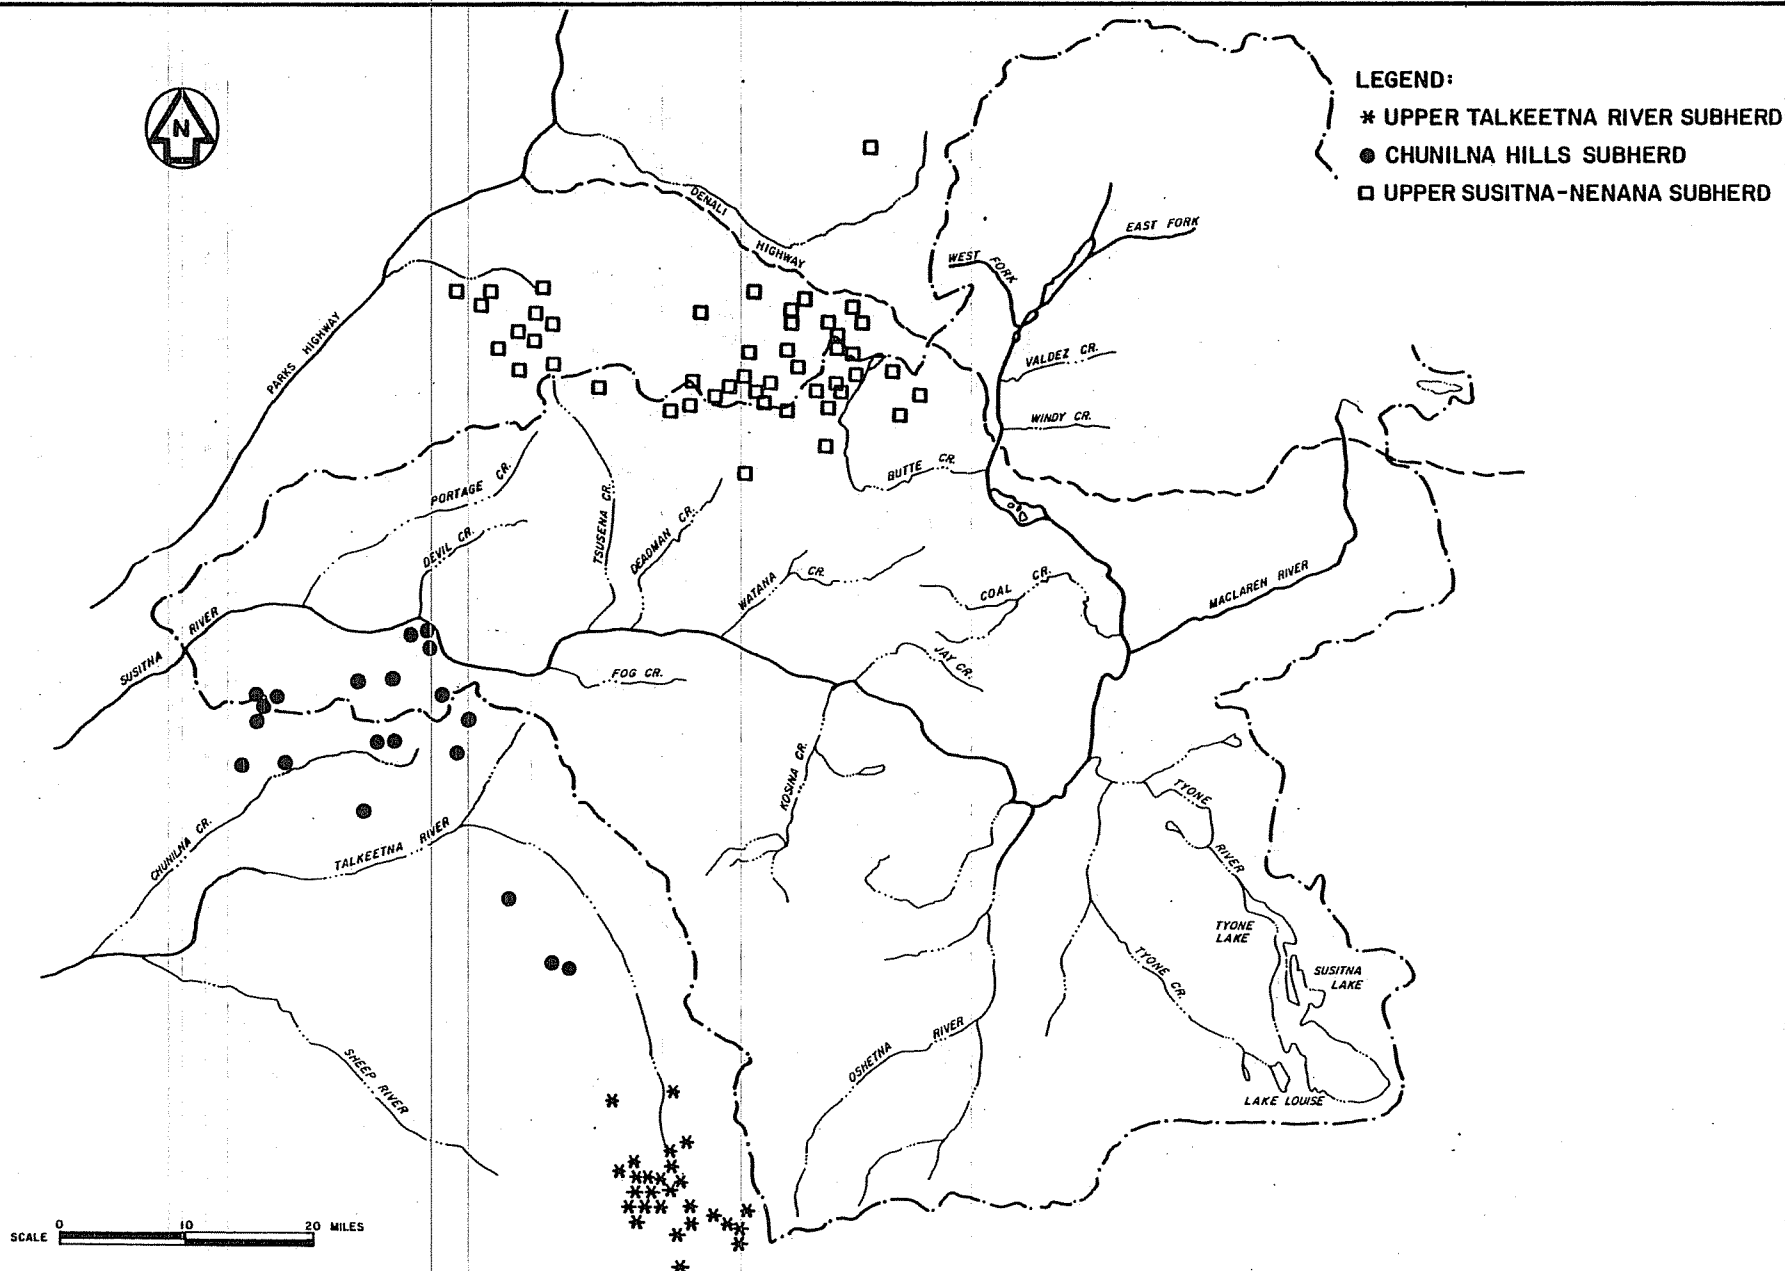 LEGEND:
* UPPER TALKEETNA RIVER SUBHERD
● CHUNILNA HILLS SUBHERD
□ UPPER SUSITNA-NENANA SUBHERD
N
DENALI
HIGHWAY
WEST FORK
EAST FORK
PARKS HIGHWAY
VALDEZ CR.
WINDY CR.
BUTTE CR.
PORTAGE CR.
DEVIL CR.
TSUSENA CR.
DEADMAN CR.
WATANA CR.
COAL CR.
MACLAREN RIVER
SUSITNA RIVER
FOG CR.
JAY CR.
KOSINA CR.
TYONE
RIVER
CHUNILNA CR.
TALKEETNA RIVER
TYONE
LAKE
TYONE CR.
SUSITNA
LAKE
OSHETNA RIVER
SHEEP RIVER
LAKE LOUISE
SCALE 0 10 20 MILES